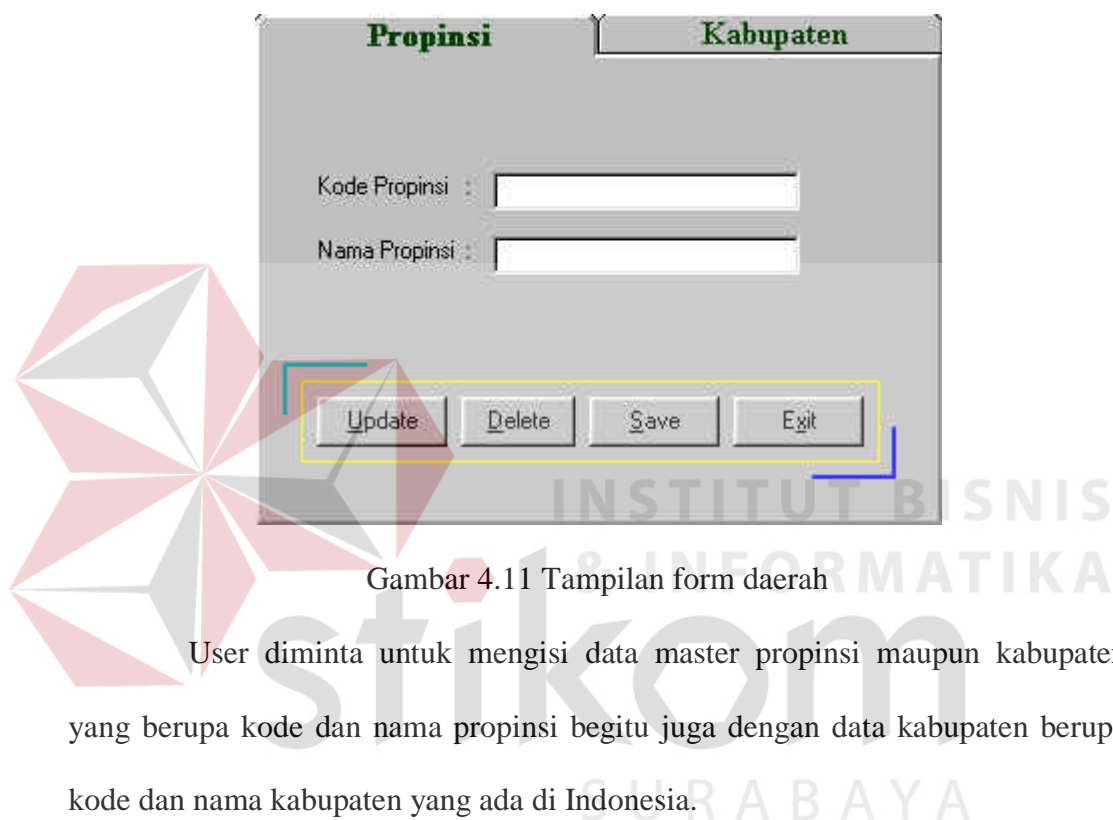 Propinsi Kabupaten
Kode Propinsi :
Nama Propinsi :
Update Delete Save Exit
INSTITUT BISNIS
& INFORMATIKA
Gambar 4.11 Tampilan form daerah
stikom
User diminta untuk mengisi data master propinsi maupun kabupaten
yang berupa kode dan nama propinsi begitu juga dengan data kabupaten berup
kode dan nama kabupaten yang ada di Indonesia.
SURABAYA